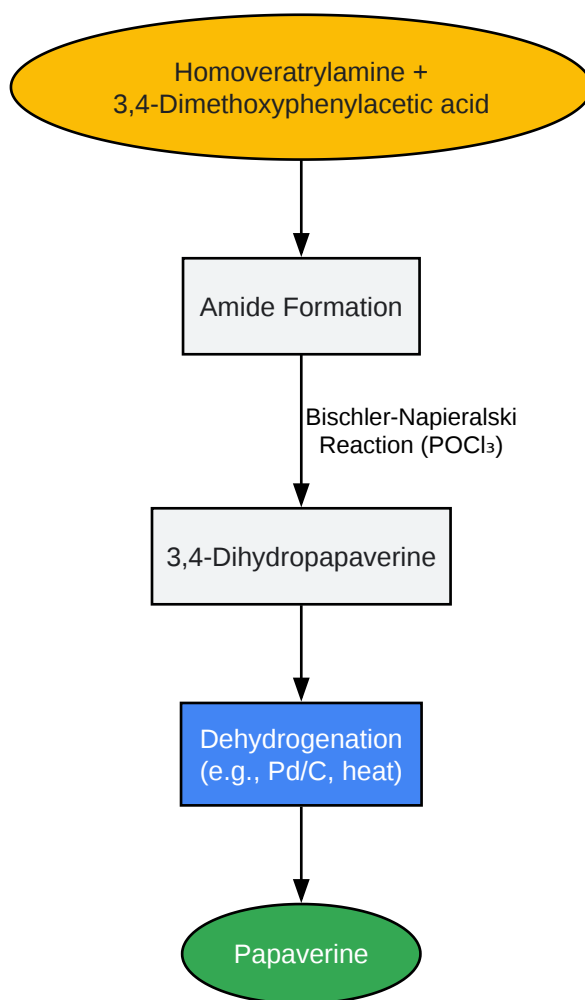 Homoveratrylamine +
3,4-Dimethoxyphenylacetic acid
Amide Formation
Bischler-Napieralski
Reaction (POCl₃)
3,4-Dihydropapaverine
Dehydrogenation
(e.g., Pd/C, heat)
Papaverine